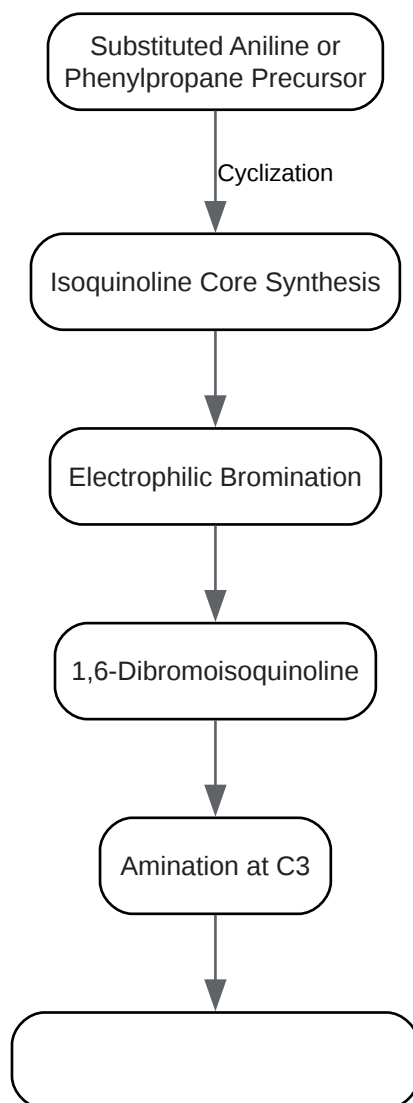 Substituted Aniline or
Phenylpropane Precursor
Cyclization
Isoquinoline Core Synthesis
Electrophilic Bromination
1,6-Dibromoisoquinoline
Amination at C3